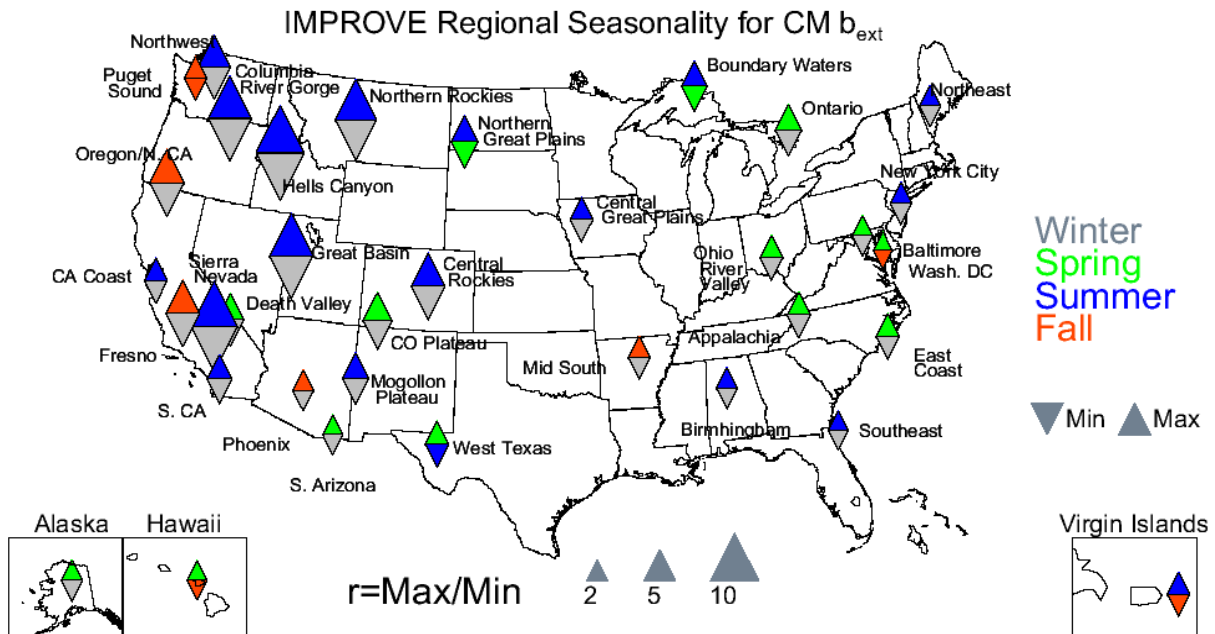 IMPROVE Regional Seasonality for CM bext
Northwest
Puget
Sound
Columbia
River Gorge
Northern Rockies
Boundary Waters
Northeast
Northern
Great Plains
Ontario
Oregon/N. CA
Hells Canyon
New York City
Central
Great Plains
Great Basin
Sierra
Nevada
CA Coast
Central
Rockies
Ohio
River
Valley
Baltimore
Wash. DC
Death Valley
Fresno
CO Plateau
Appalachia
Mid South
East
Coast
S. CA
Mogollon
Plateau
Phoenix
West Texas
Birmhingham
Southeast
S. Arizona
Winter
Spring
Summer
Fall
Min Max
Alaska
Hawaii
Virgin Islands
r=Max/Min
2 5 10